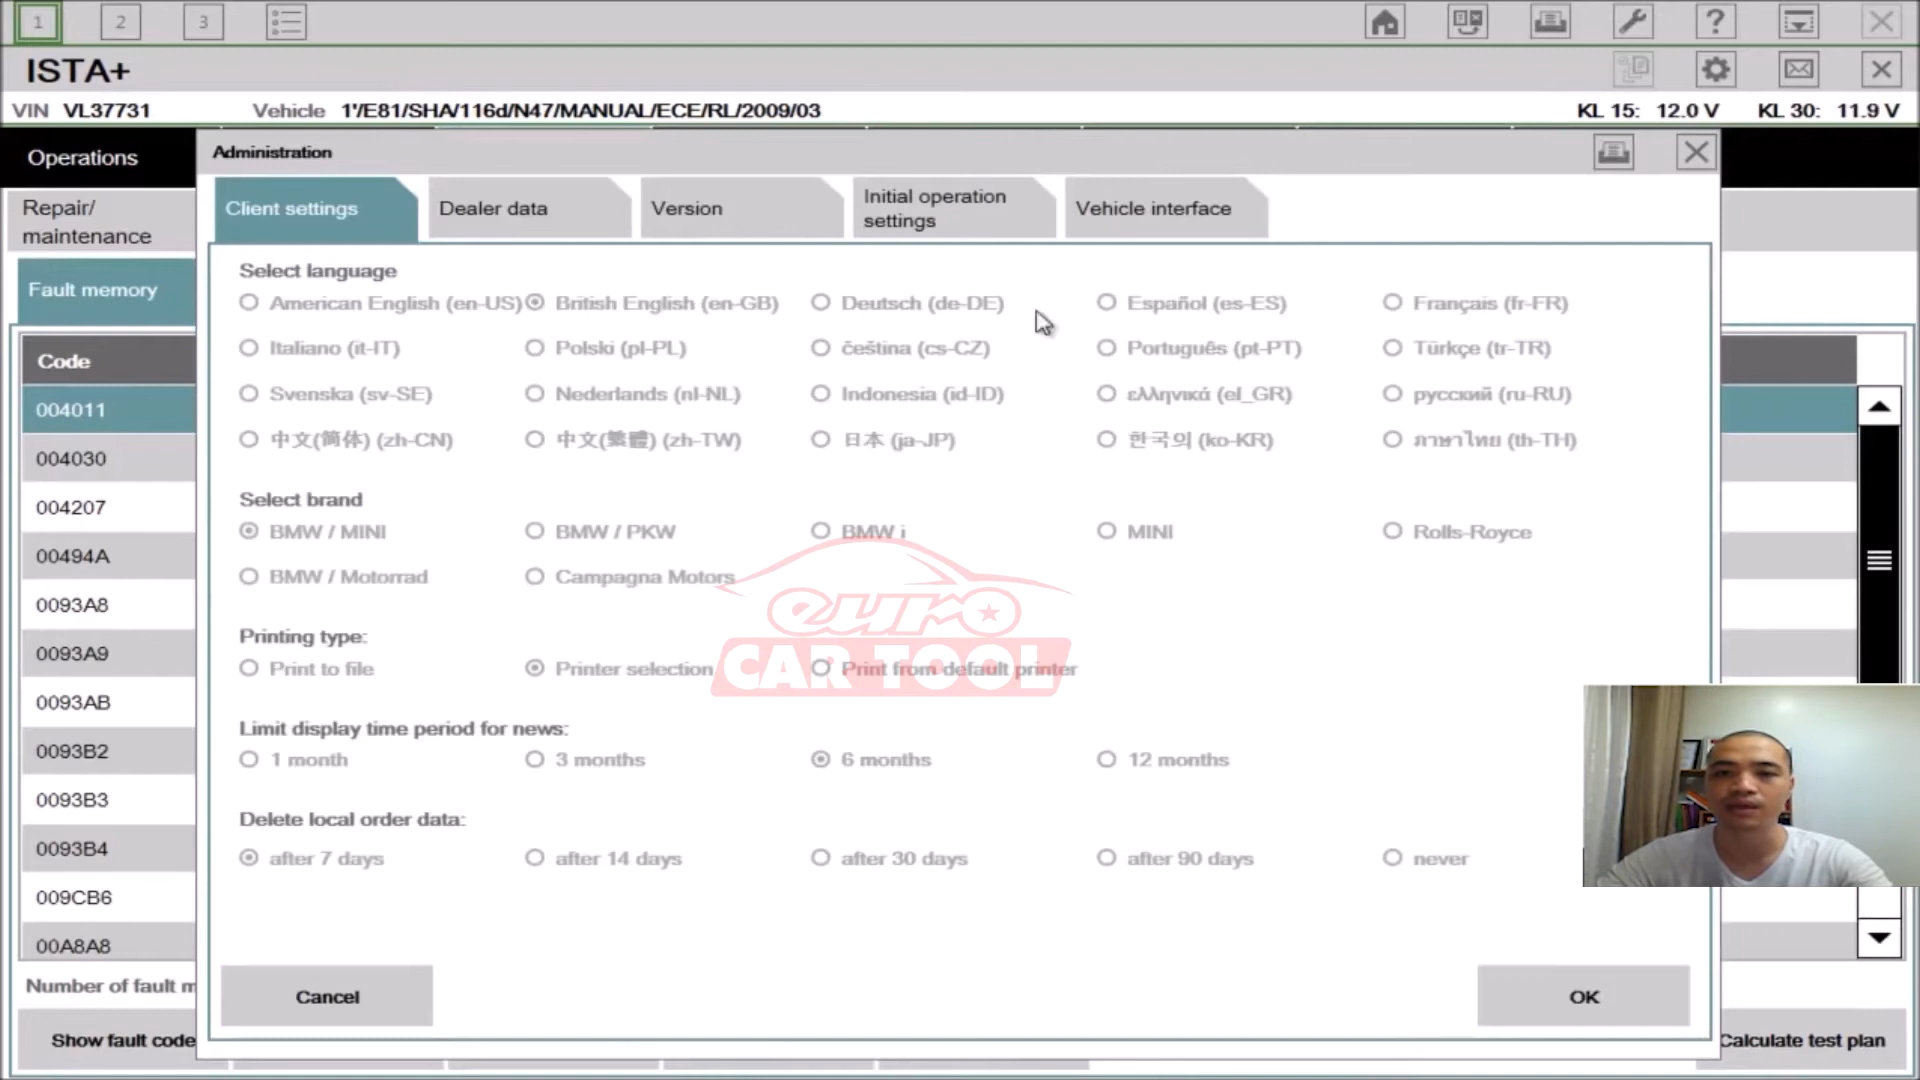 1 2 3
ISTA+
VIN VL37731 Vehicle 1'/E81/SHA/116d/N47/MANUAL/ECE/RL/2009/03 KL 15: 12.0 V KL 30: 11.9 V
Operations
Administration
Repair/
maintenance
Client settings
Dealer data
Version
Initial operation
settings
Vehicle interface
Fault memory
Select language
American English (en-US) British English (en-GB) Deutsch (de-DE) Español (es-ES) Français (fr-FR)
Italiano (it-IT) Polski (pl-PL) čeština (cs-CZ) Português (pt-PT) Türkçe (tr-TR)
Svenska (sv-SE) Nederlands (nl-NL) Indonesia (id-ID) ελληνικά (el_GR) русский (ru-RU)
中文(简体) (zh-CN) 中文(繁體) (zh-TW) 日本 (ja-JP) 한국의 (ko-KR) ภาษาไทย (th-TH)
Select brand
BMW / MINI BMW / PKW BMW i MINI Rolls-Royce
BMW / Motorrad Campagna Motors
euro
CAR TOOL
Printing type:
Print to file Printer selection Print from default printer
Limit display time period for news:
1 month 3 months 6 months 12 months
Delete local order data:
after 7 days after 14 days after 30 days after 90 days never
Cancel OK
Code
004011
004030
004207
00494A
0093A8
0093A9
0093AB
0093B2
0093B3
0093B4
009CB6
00A8A8
Number of fault m
Show fault code
Calculate test plan